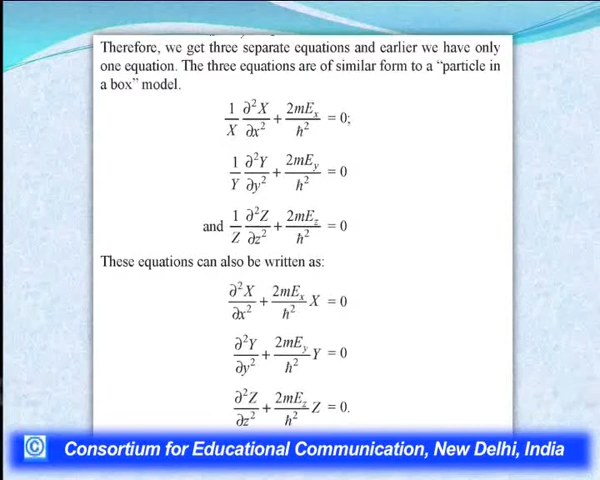 Therefore, we get three separate equations and earlier we have only
one equation. The three equations are of similar form to a “particle in
a box” model.
1/X ∂²X/∂x² + 2mEₓ/ħ² = 0;
1/Y ∂²Y/∂y² + 2mE_y/ħ² = 0
and 1/Z ∂²Z/∂z² + 2mE_z/ħ² = 0
These equations can also be written as:
∂²X/∂x² + 2mEₓ/ħ² X = 0
∂²Y/∂y² + 2mE_y/ħ² Y = 0
∂²Z/∂z² + 2mE_z/ħ² Z = 0.
© Consortium for Educational Communication, New Delhi, India